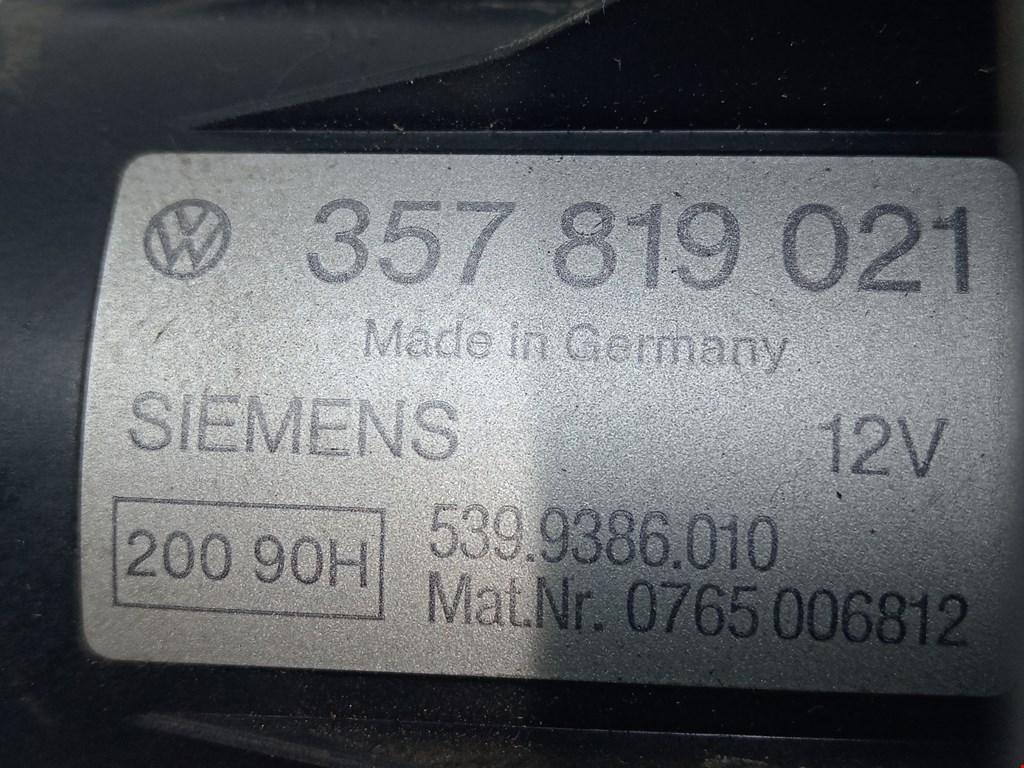 357 819 021
Made in Germany
SIEMENS 12V
200 90H
539.9386.010
Mat.Nr. 0765 006812